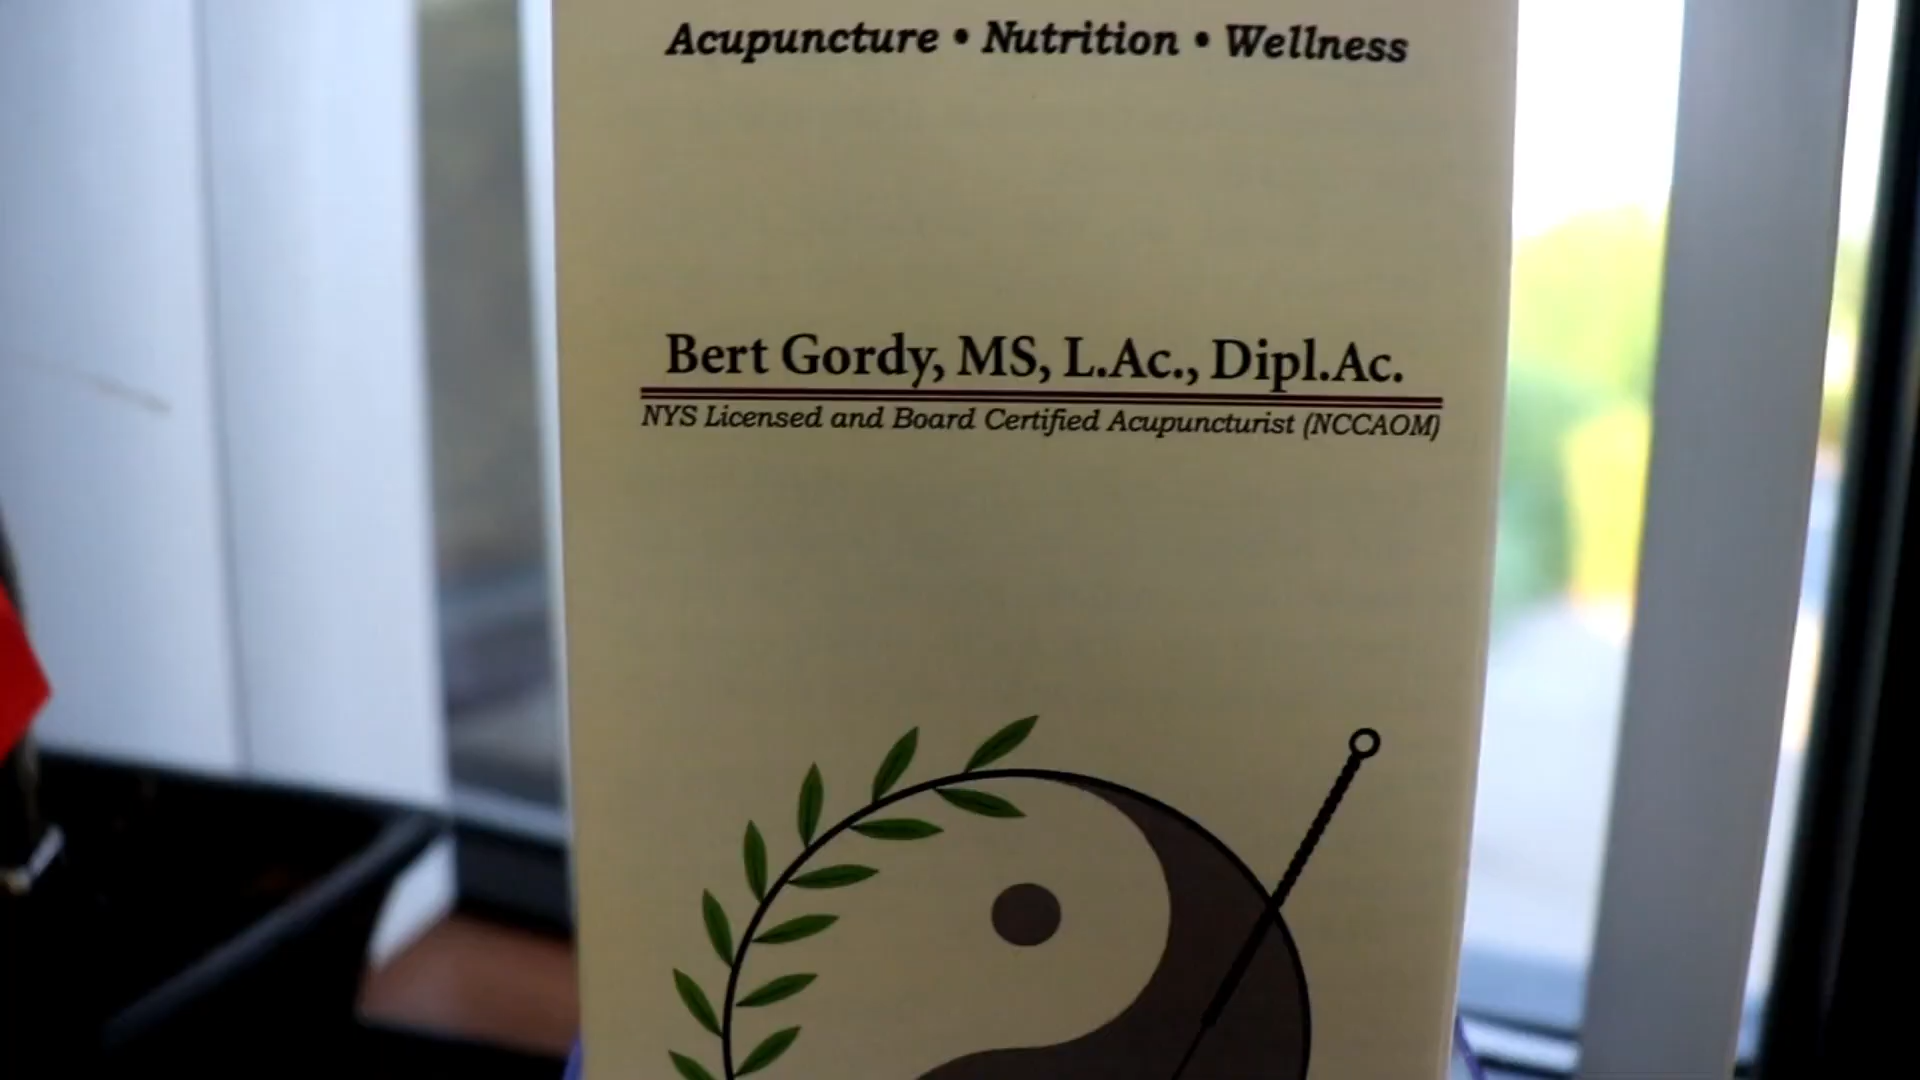 Acupuncture • Nutrition • Wellness
Bert Gordy, MS, L.Ac., Dipl.Ac.
NYS Licensed and Board Certified Acupuncturist (NCCAOM)